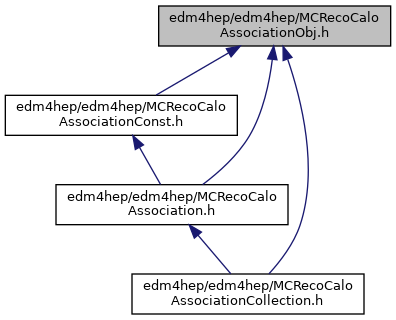 edm4hep/edm4hep/MCRecoCalo
AssociationObj.h
edm4hep/edm4hep/MCRecoCalo
AssociationConst.h
edm4hep/edm4hep/MCRecoCalo
Association.h
edm4hep/edm4hep/MCRecoCalo
AssociationCollection.h